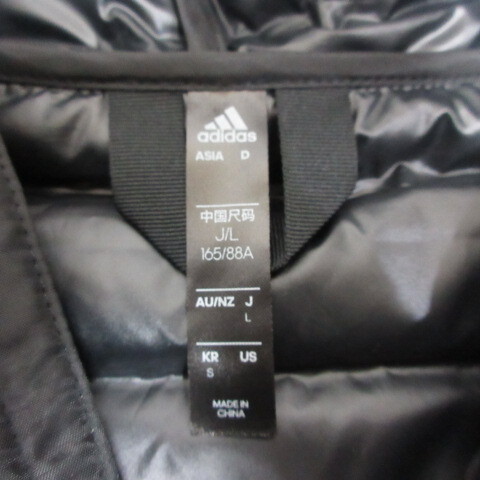 adidas
ASIA D
中国尺码
J/L
165/88A
AU/NZ J
L
KR US
S
MADE IN
CHINA